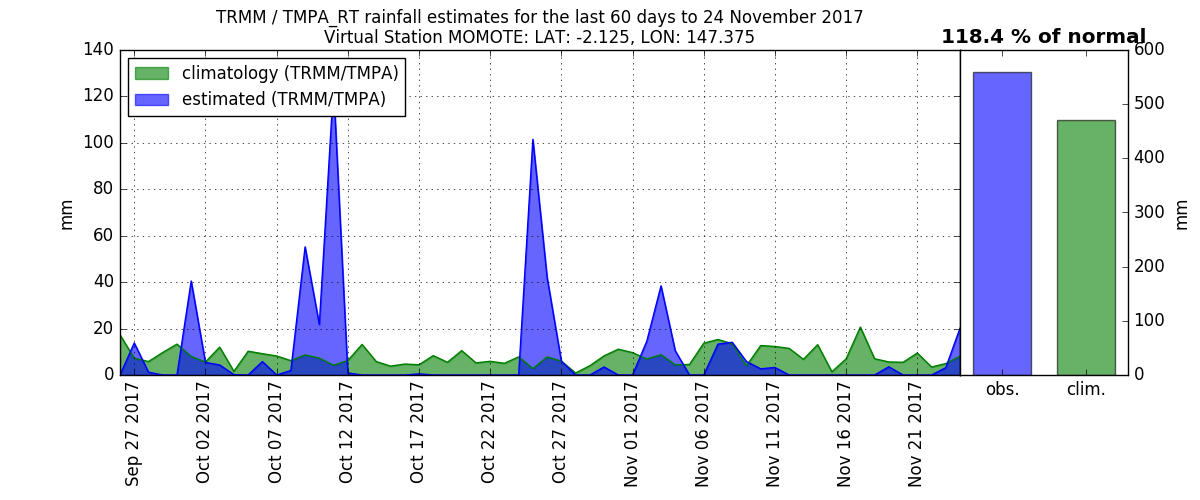 TRMM / TMPA_RT rainfall estimates for the last 60 days to 24 November 2017
Virtual Station MOMOTE: LAT: -2.125, LON: 147.375
118.4 % of normal
climatology (TRMM/TMPA)
estimated (TRMM/TMPA)
mm
140
120
100
80
60
40
20
0
Sep 27 2017
Oct 02 2017
Oct 07 2017
Oct 12 2017
Oct 17 2017
Oct 22 2017
Oct 27 2017
Nov 01 2017
Nov 06 2017
Nov 11 2017
Nov 16 2017
Nov 21 2017
600
500
400
300
200
100
0
mm
obs.
clim.